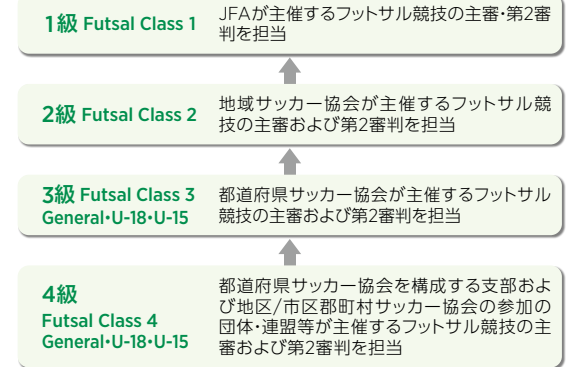 1級 Futsal Class 1
JFAが主催するフットサル競技の主審・第2審
判を担当
2級 Futsal Class 2
地域サッカー協会が主催するフットサル競
技の主審および第2審判を担当
3級 Futsal Class 3
General・U-18・U-15
都道府県サッカー協会が主催するフットサル
競技の主審および第2審判を担当
4級
Futsal Class 4
General・U-18・U-15
都道府県サッカー協会を構成する支部およ
び地区/市区郡町村サッカー協会の参加の
団体・連盟等が主催するフットサル競技の主
審および第2審判を担当